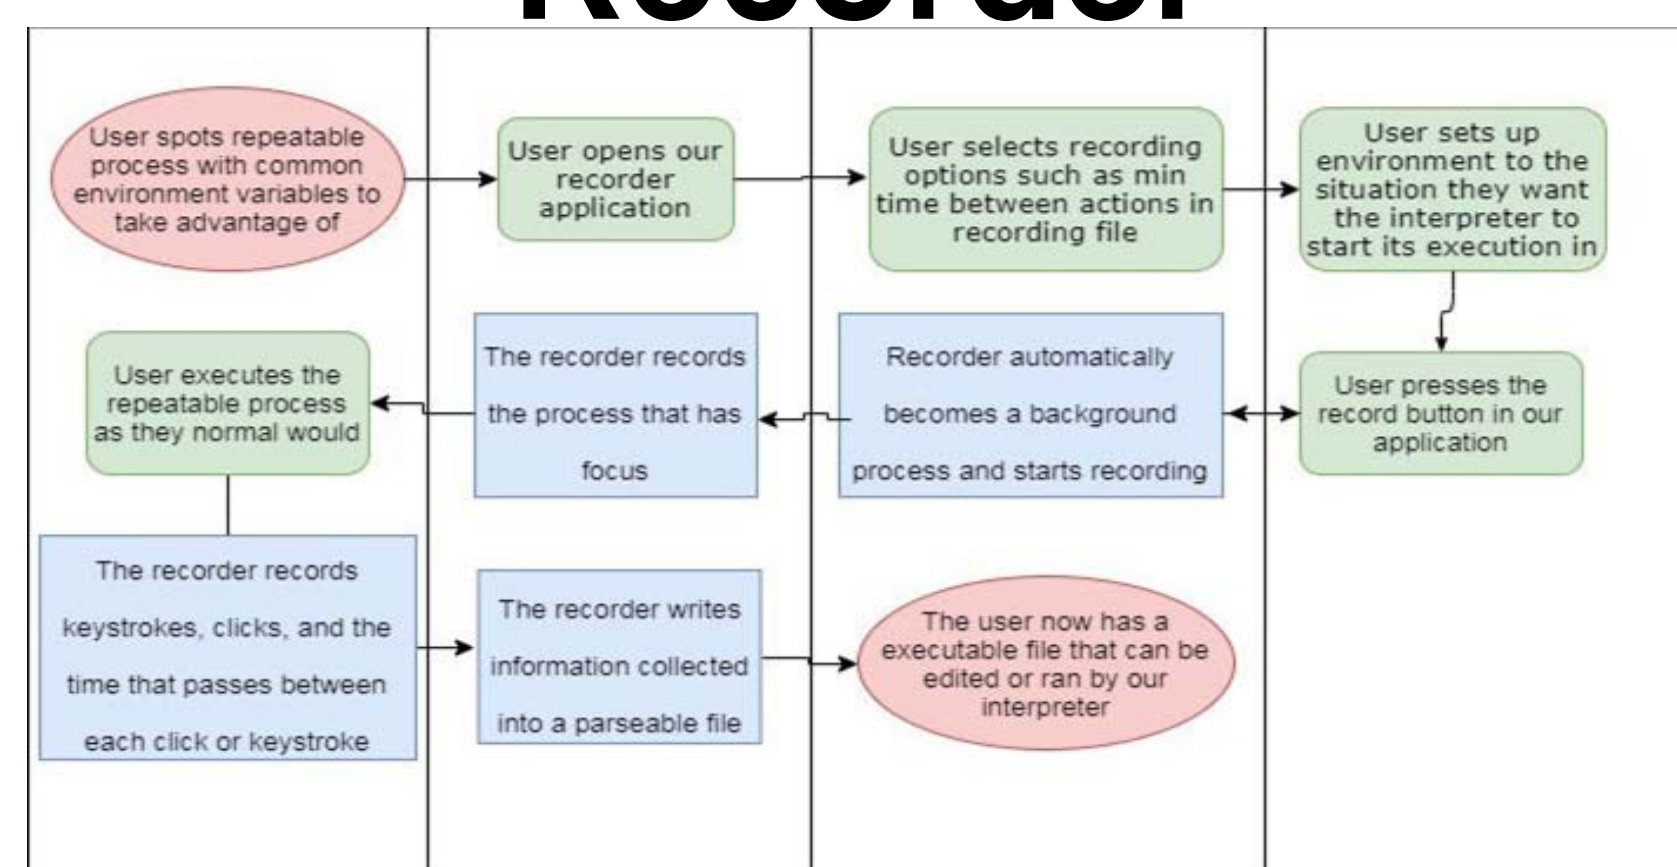 Recorder
User spots repeatable
process with common
environment variables to
take advantage of
User opens our
recorder
application
User selects recording
options such as min
time between actions in
recording file
User sets up
environment to the
situation they want
the interpreter to
start its execution in
User presses the
record button in our
application
Recorder automatically
becomes a background
process and starts recording
The recorder records
the process that has
focus
User executes the
repeatable process
as they normal would
The recorder records
keystrokes, clicks, and the
time that passes between
each click or keystroke
The recorder writes
information collected
into a parseable file
The user now has a
executable file that can be
edited or ran by our
interpreter